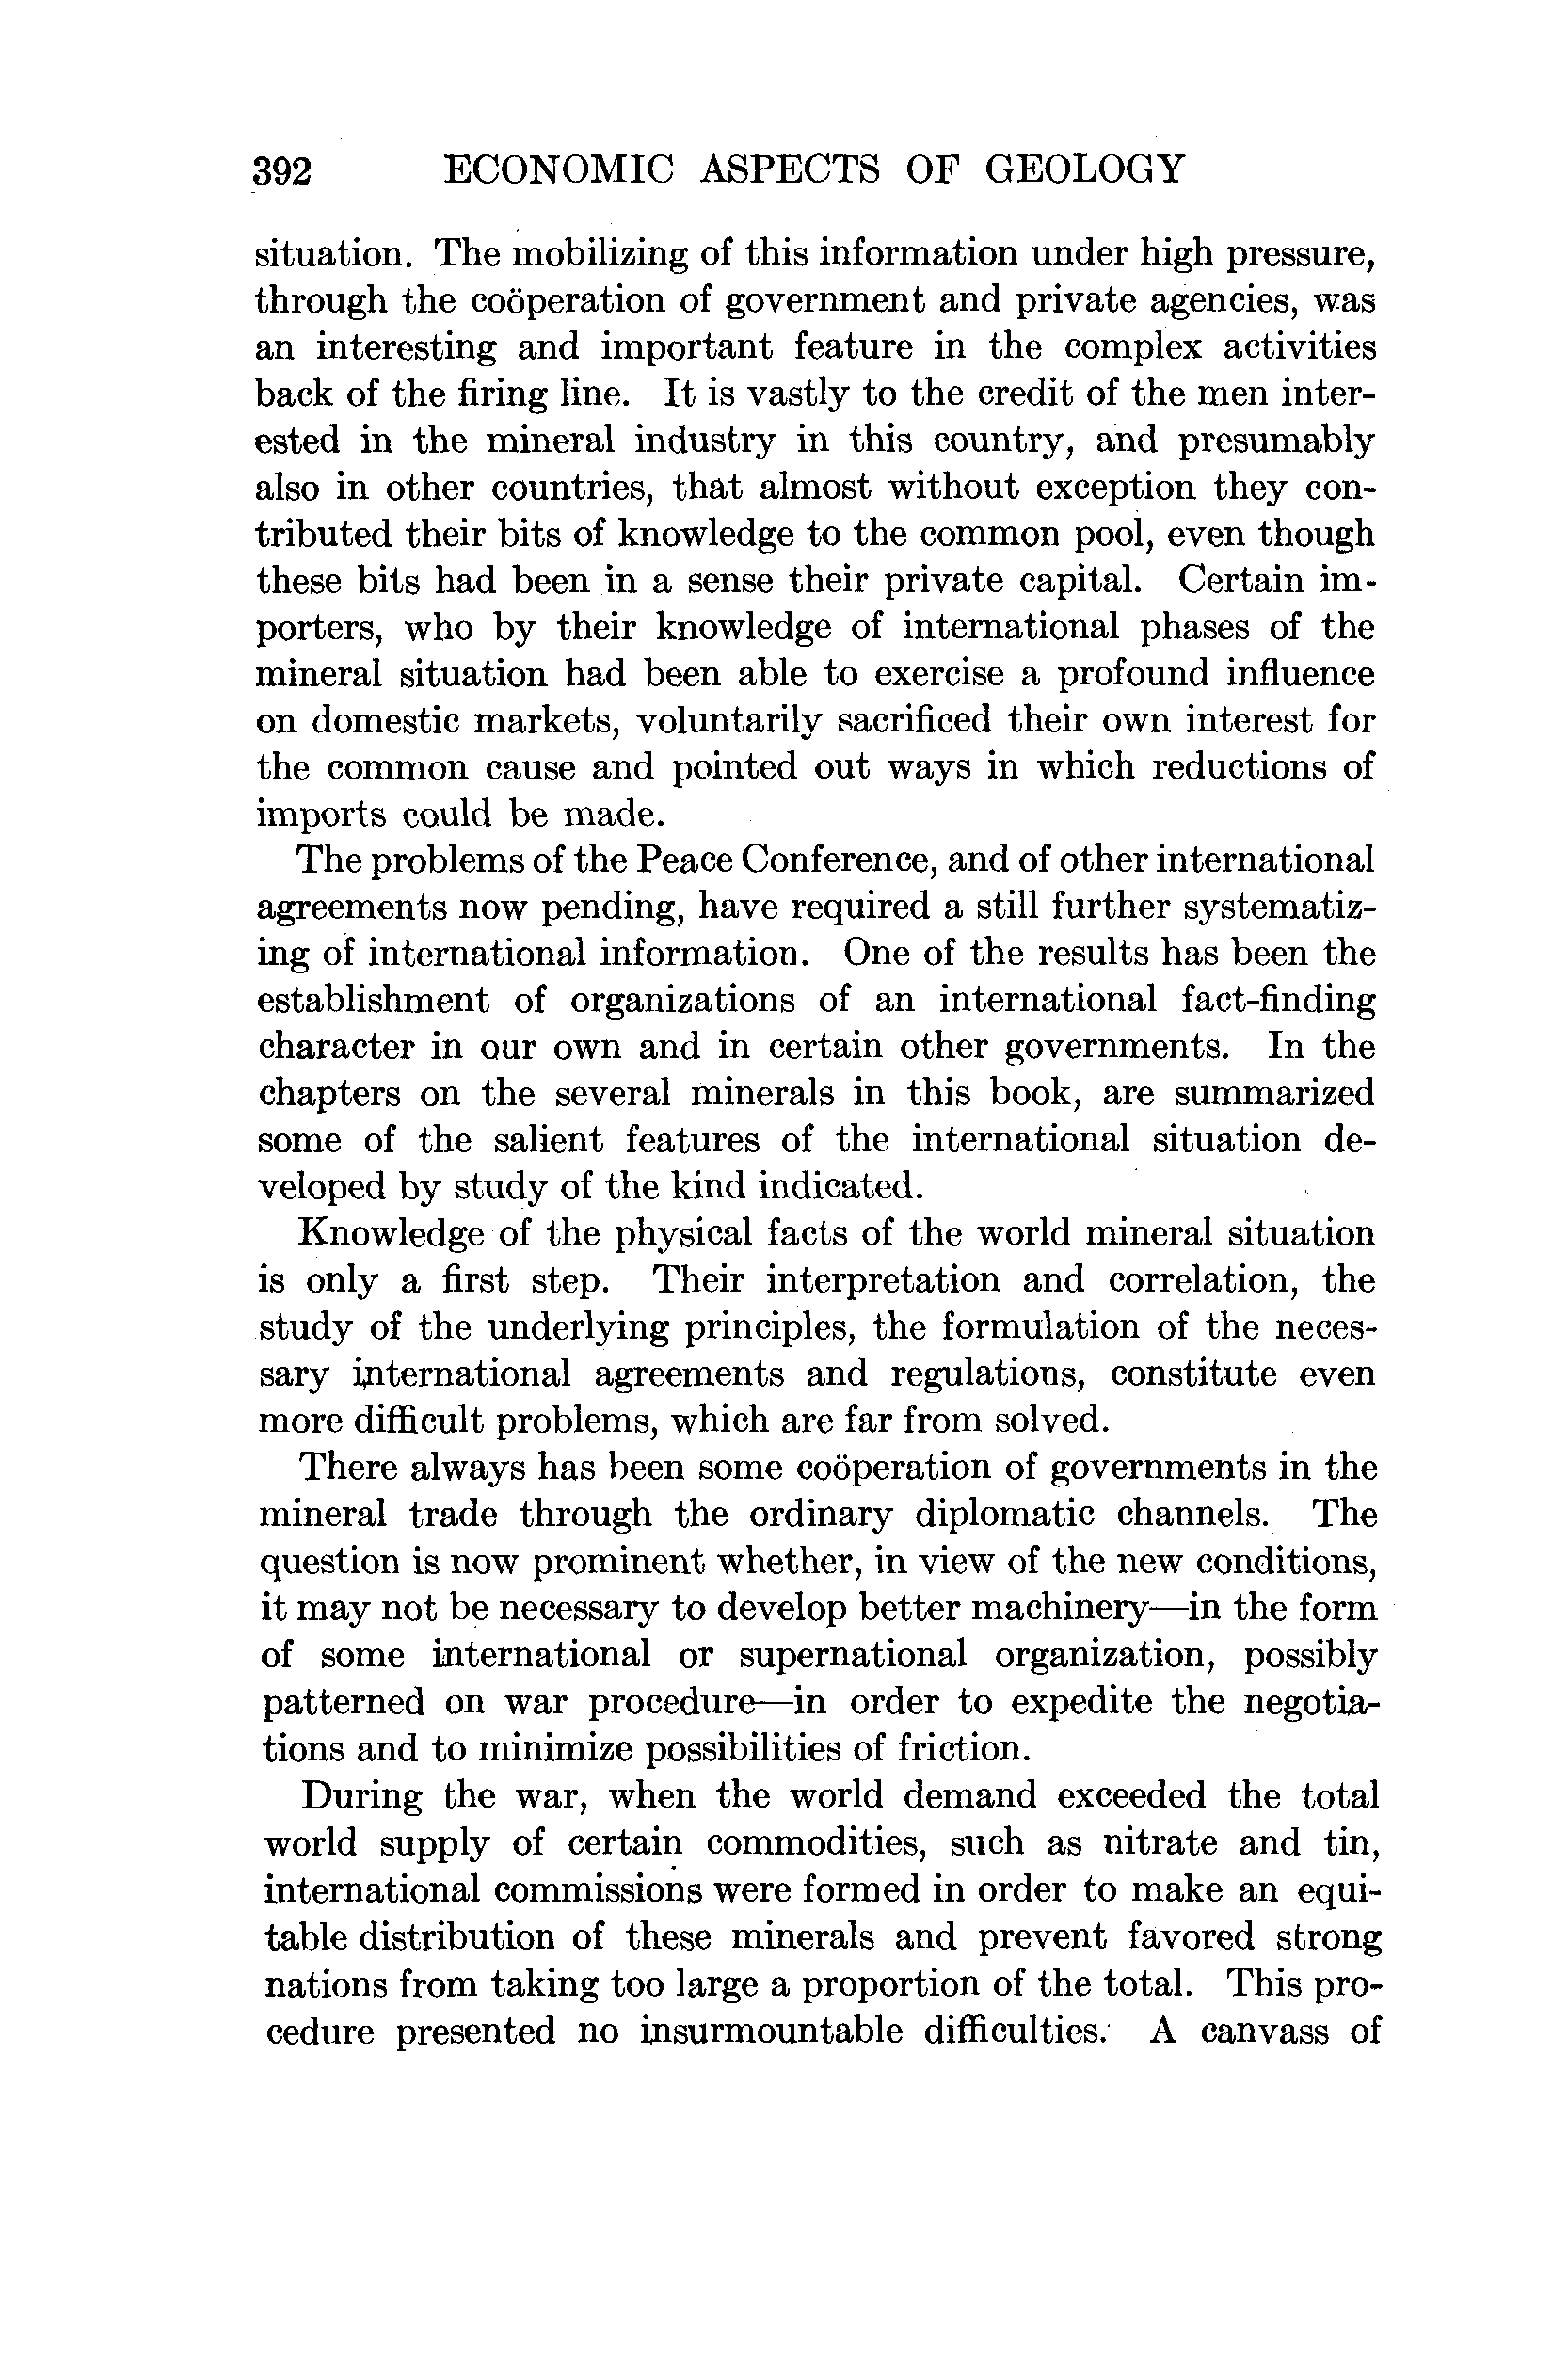 392 ECONOMIC ASPECTS OF GEOLOGY
situation. The mobilizing of this information under high pressure,
through the coöperation of government and private agencies, was
an interesting and important feature in the complex activities
back of the firing line. It is vastly to the credit of the men inter-
ested in the mineral industry in this country, and presumably
also in other countries, that almost without exception they con-
tributed their bits of knowledge to the common pool, even though
these bits had been in a sense their private capital. Certain im-
porters, who by their knowledge of international phases of the
mineral situation had been able to exercise a profound influence
on domestic markets, voluntarily sacrificed their own interest for
the common cause and pointed out ways in which reductions of
imports could be made.
The problems of the Peace Conference, and of other international
agreements now pending, have required a still further systematiz-
ing of international information. One of the results has been the
establishment of organizations of an international fact-finding
character in our own and in certain other governments. In the
chapters on the several minerals in this book, are summarized
some of the salient features of the international situation de-
veloped by study of the kind indicated.
Knowledge of the physical facts of the world mineral situation
is only a first step. Their interpretation and correlation, the
study of the underlying principles, the formulation of the neces-
sary international agreements and regulations, constitute even
more difficult problems, which are far from solved.
There always has been some coöperation of governments in the
mineral trade through the ordinary diplomatic channels. The
question is now prominent whether, in view of the new conditions,
it may not be necessary to develop better machinery—in the form
of some international or supernational organization, possibly
patterned on war procedure—in order to expedite the negotia-
tions and to minimize possibilities of friction.
During the war, when the world demand exceeded the total
world supply of certain commodities, such as nitrate and tin,
international commissions were formed in order to make an equi-
table distribution of these minerals and prevent favored strong
nations from taking too large a proportion of the total. This pro-
cedure presented no insurmountable difficulties. A canvass of